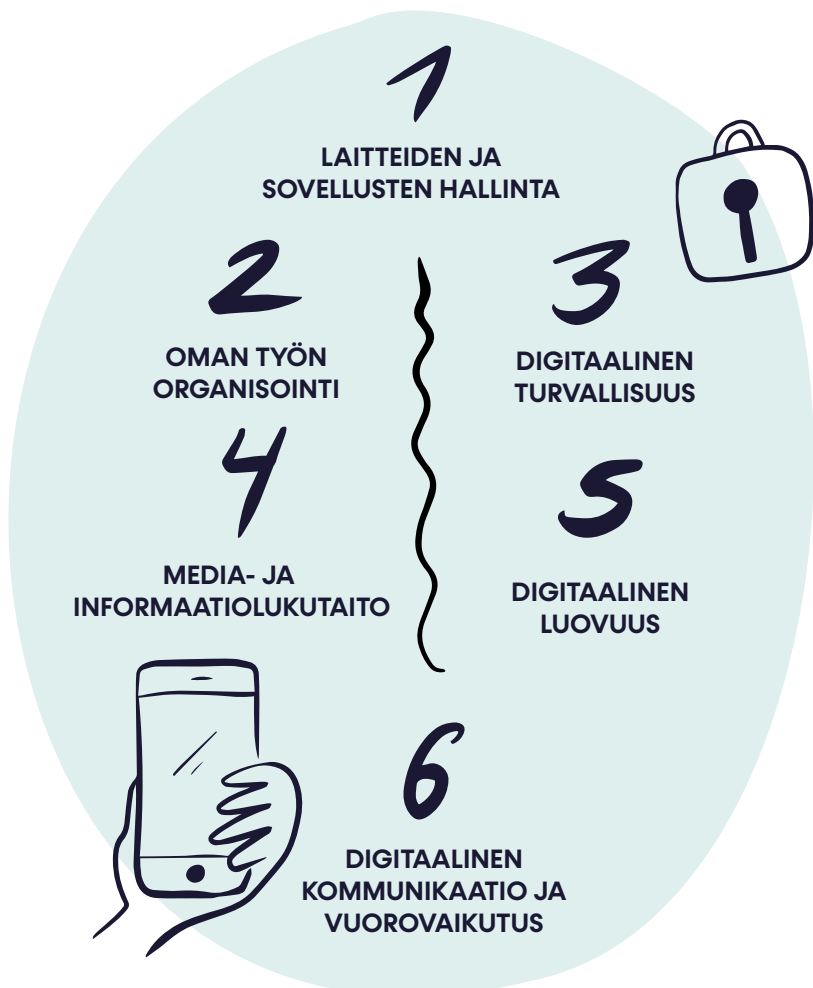 1
LAITTEIDEN JA
SOVELLUSTEN HALLINTA
2
OMAN TYÖN
ORGANISOINTI
3
DIGITAALINEN
TURVALLISUUS
4
MEDIA- JA
INFORMAATIOLUKUTAITO
5
DIGITAALINEN
LUOVUUS
6
DIGITAALINEN
KOMMUNIKAATIO JA
VUOROVAIKUTUS